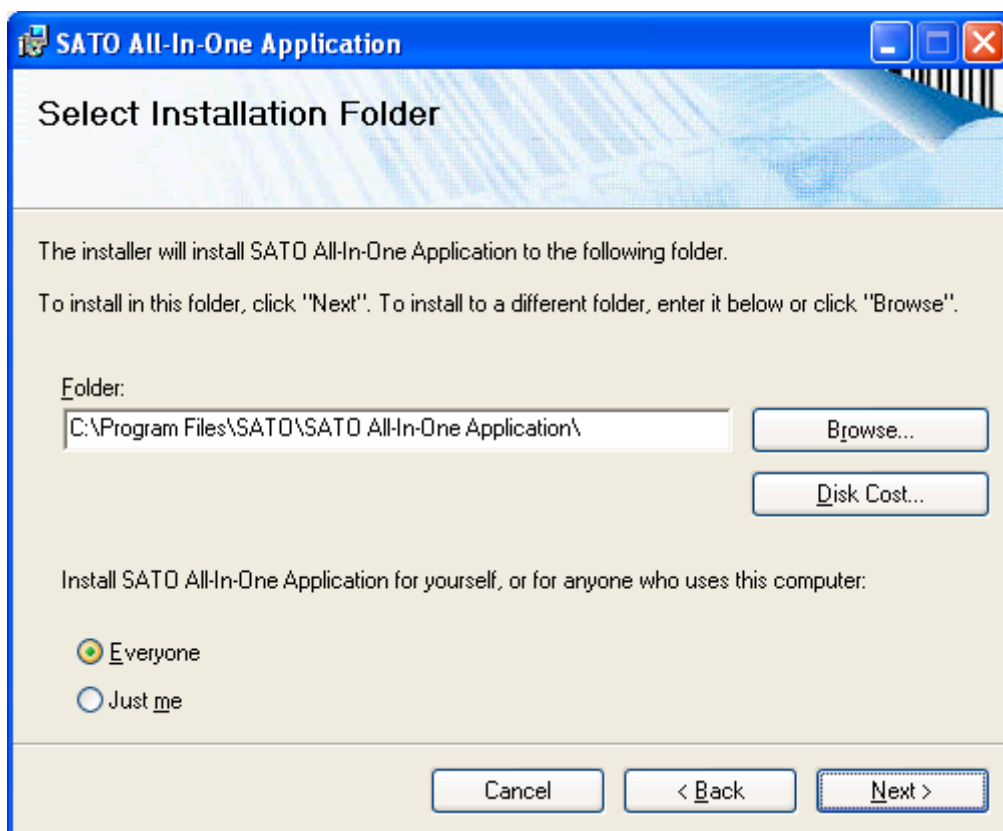 SATO All-In-One Application
Select Installation Folder
The installer will install SATO All-In-One Application to the following folder.
To install in this folder, click "Next". To install to a different folder, enter it below or click "Browse".
Folder:
C:\Program Files\SATO\SATO All-In-One Application\
Browse...
Disk Cost...
Install SATO All-In-One Application for yourself, or for anyone who uses this computer:
Everyone
Just me
Cancel
< Back
Next >